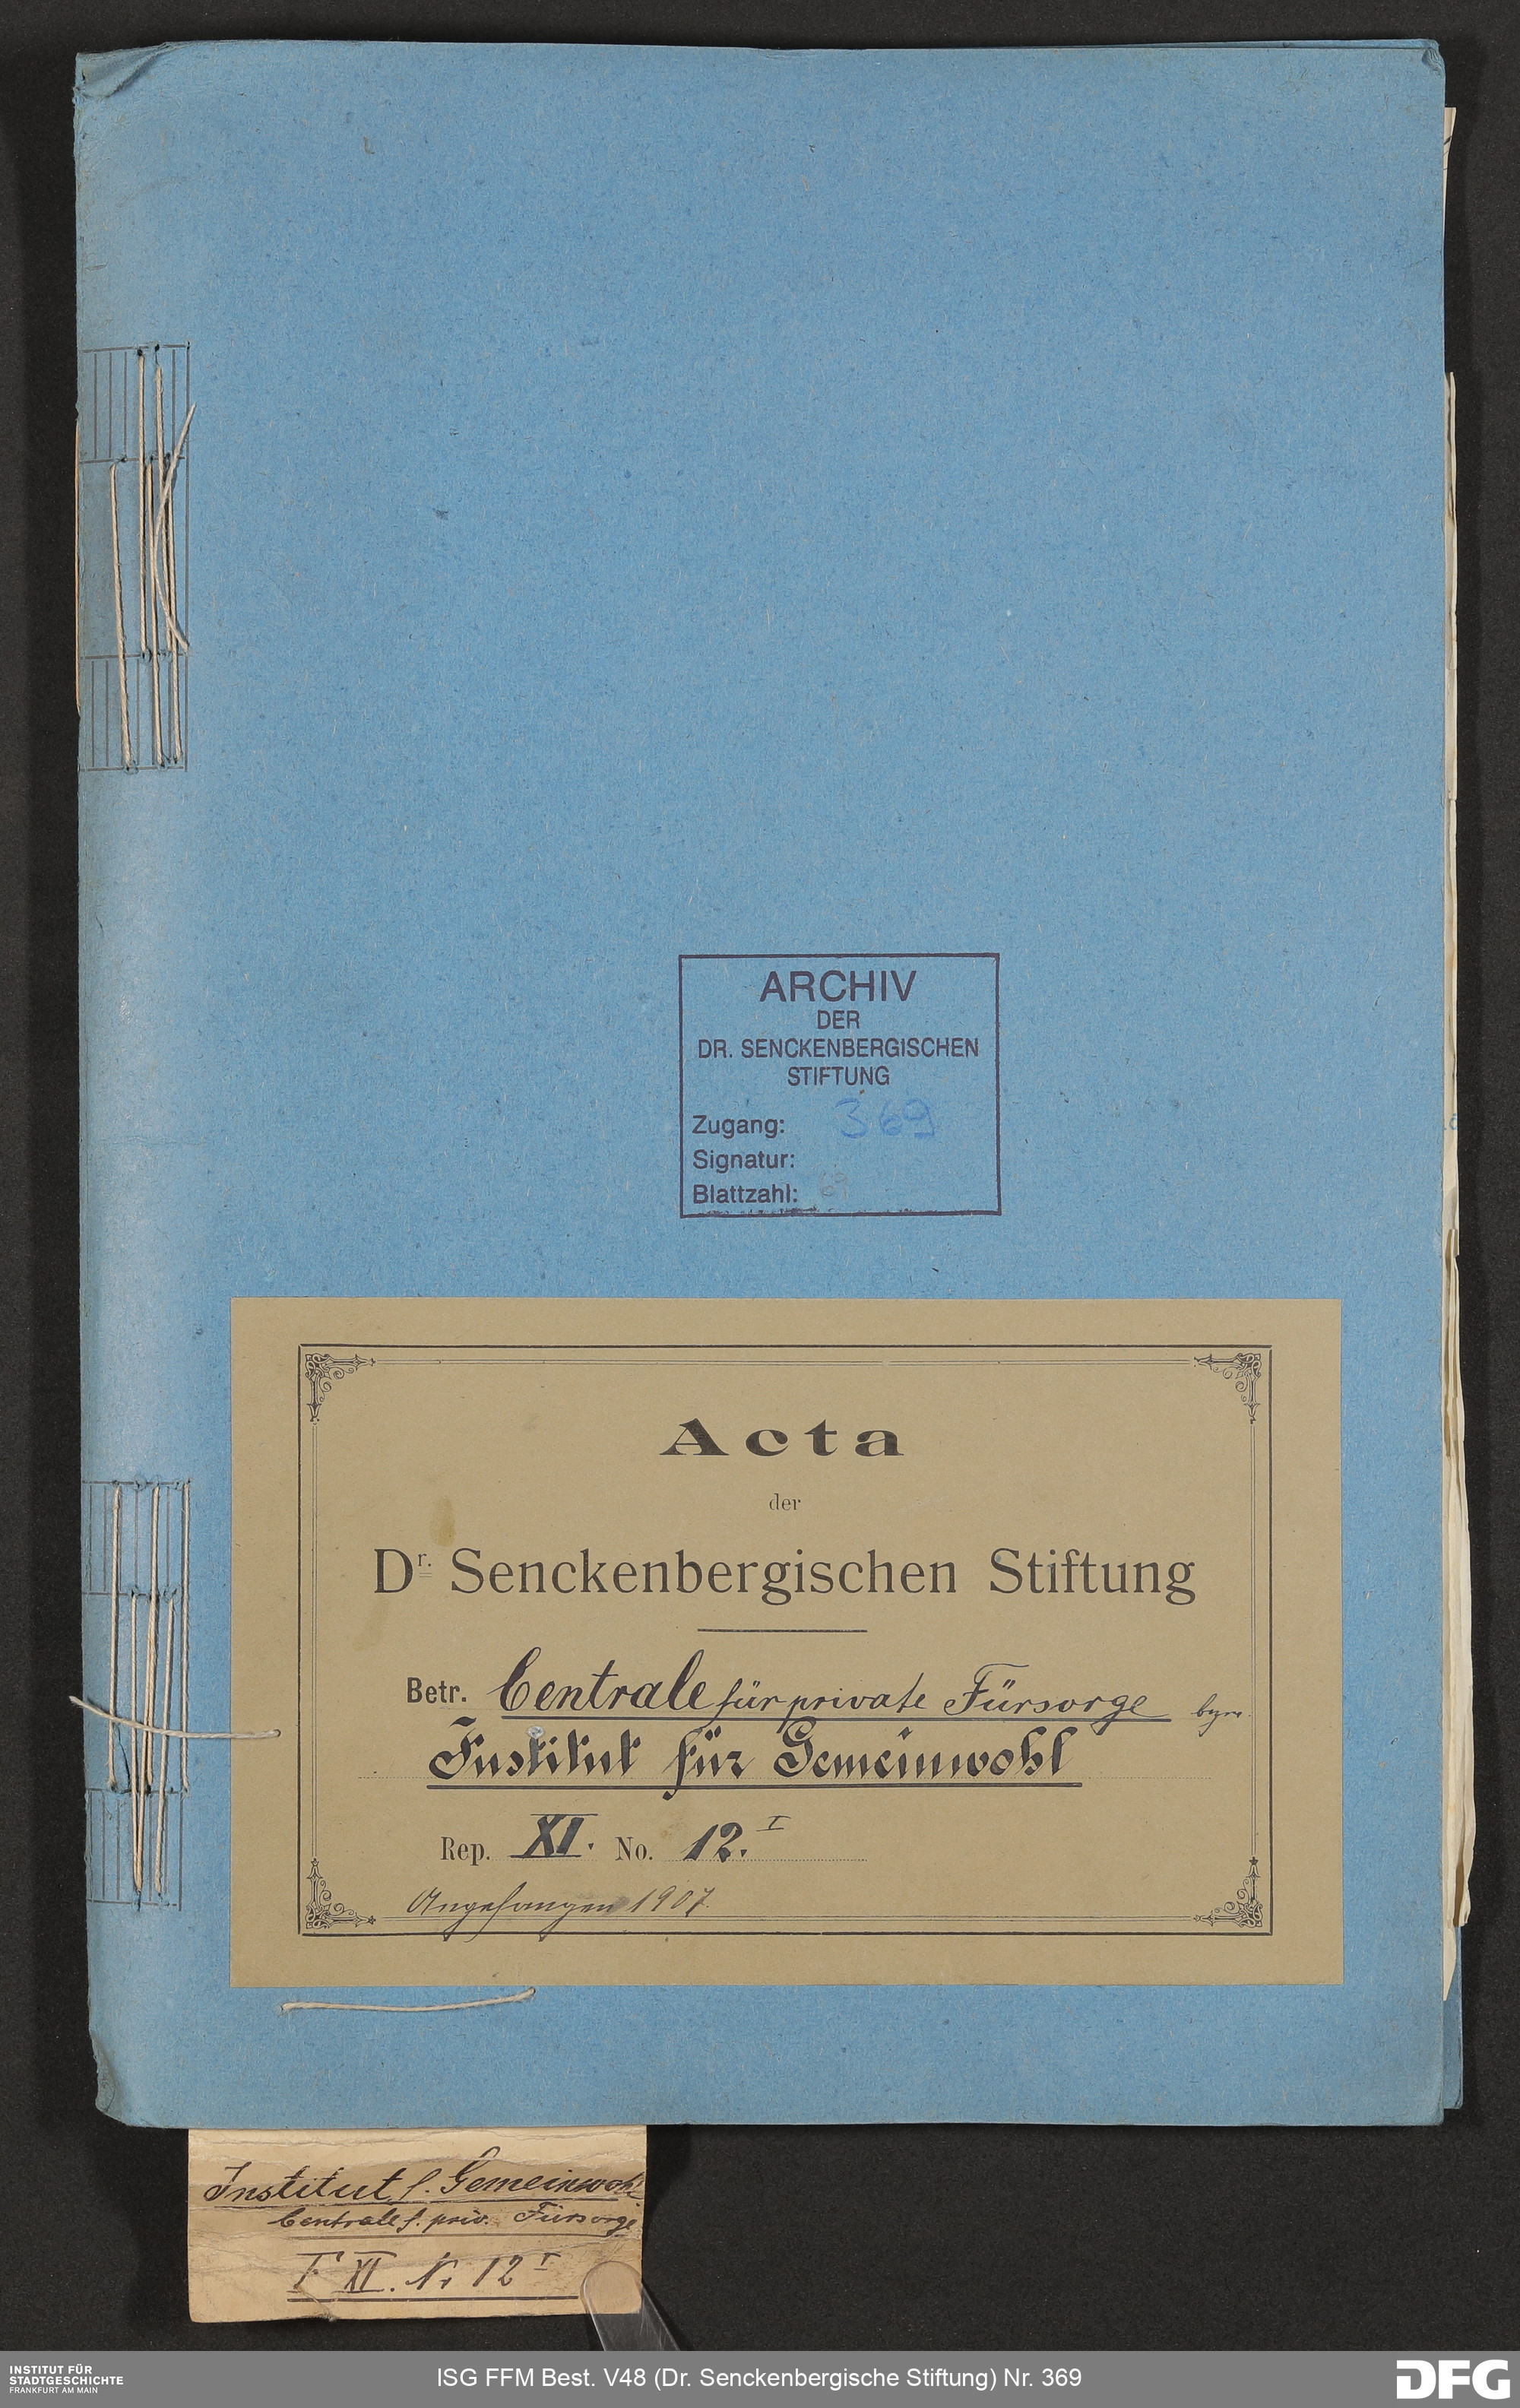 ARCHIV
DER
DR. SENCKENBERGISCHEN
STIFTUNG
Zugang: 369
Signatur:
Blattzahl: 69
Acta
der
Dr. Senckenbergischen Stiftung
Betr. Centrale für private Fürsorge bzw.
Institut für Gemeinwohl
Rep. XI. No. 12. I
Angefangen 1907.
Institut f. Gemeinwohl
Centrale f. priv. Fürsorge
F XI. Nr 12 I
INSTITUT FÜR
STADTGESCHICHTE
FRANKFURT AM MAIN
ISG FFM Best. V48 (Dr. Senckenbergische Stiftung) Nr. 369
DFG